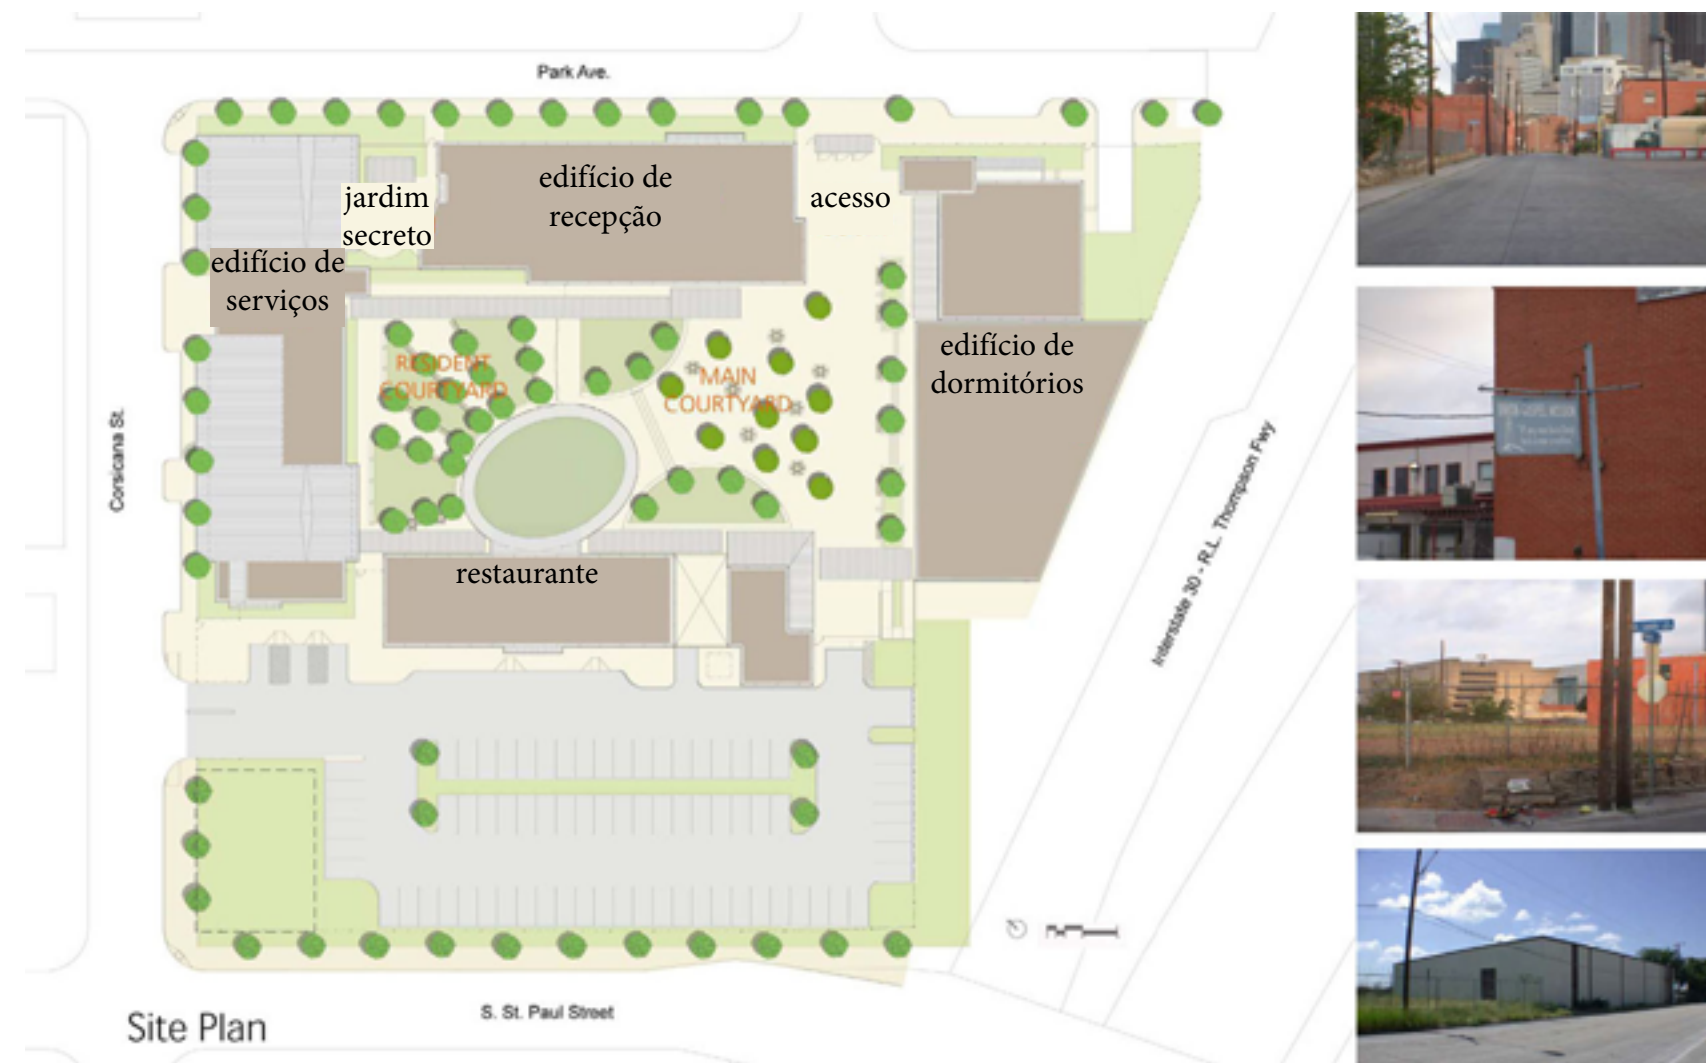 Park Ave.
edifício de
recepção
jardim
secreto
acesso
edifício de
serviços
RESIDENT
COURTYARD
MAIN
COURTYARD
edifício de
dormitórios
Corsicana St.
Interstate 30 - R.L. Thompson Fwy
restaurante
S. St. Paul Street
Site Plan